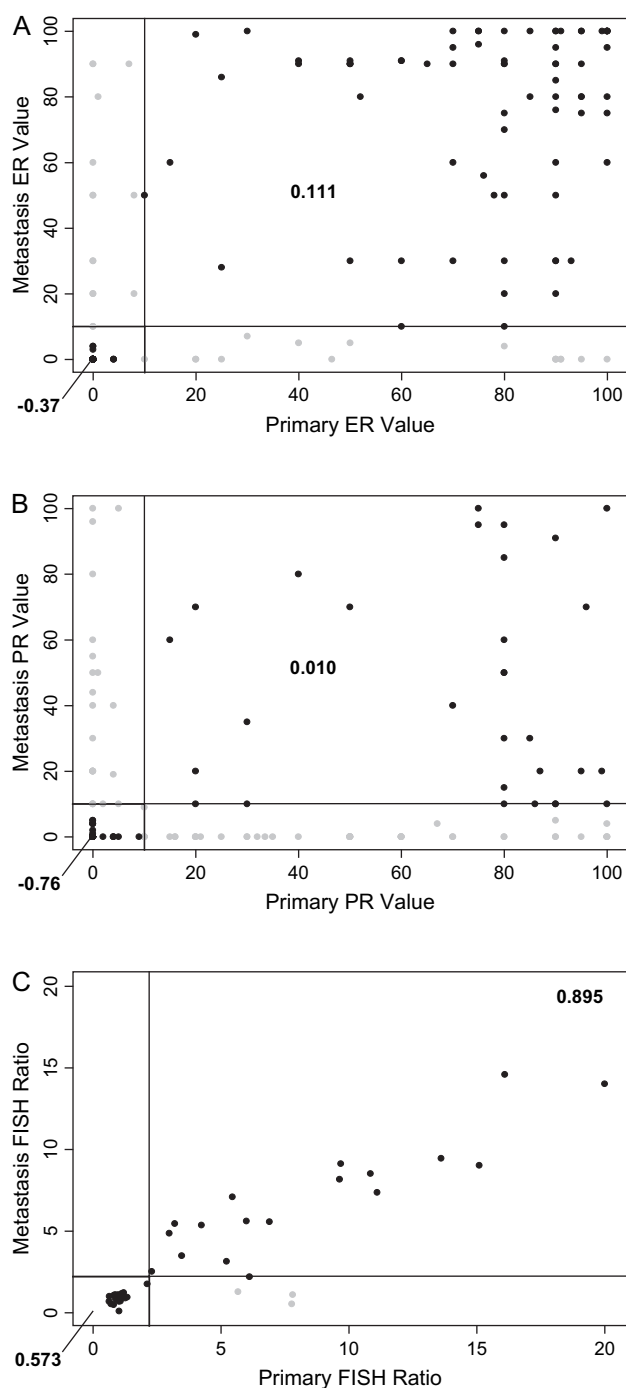 A
Metastasis ER Value
100
80
60
40
20
0
0.111
-0.37
0 20 40 60 80 100
Primary ER Value
B
Metastasis PR Value
100
80
60
40
20
0
0.010
-0.76
0 20 40 60 80 100
Primary PR Value
C
Metastasis FISH Ratio
20
15
10
5
0
0.895
0.573
0 5 10 15 20
Primary FISH Ratio